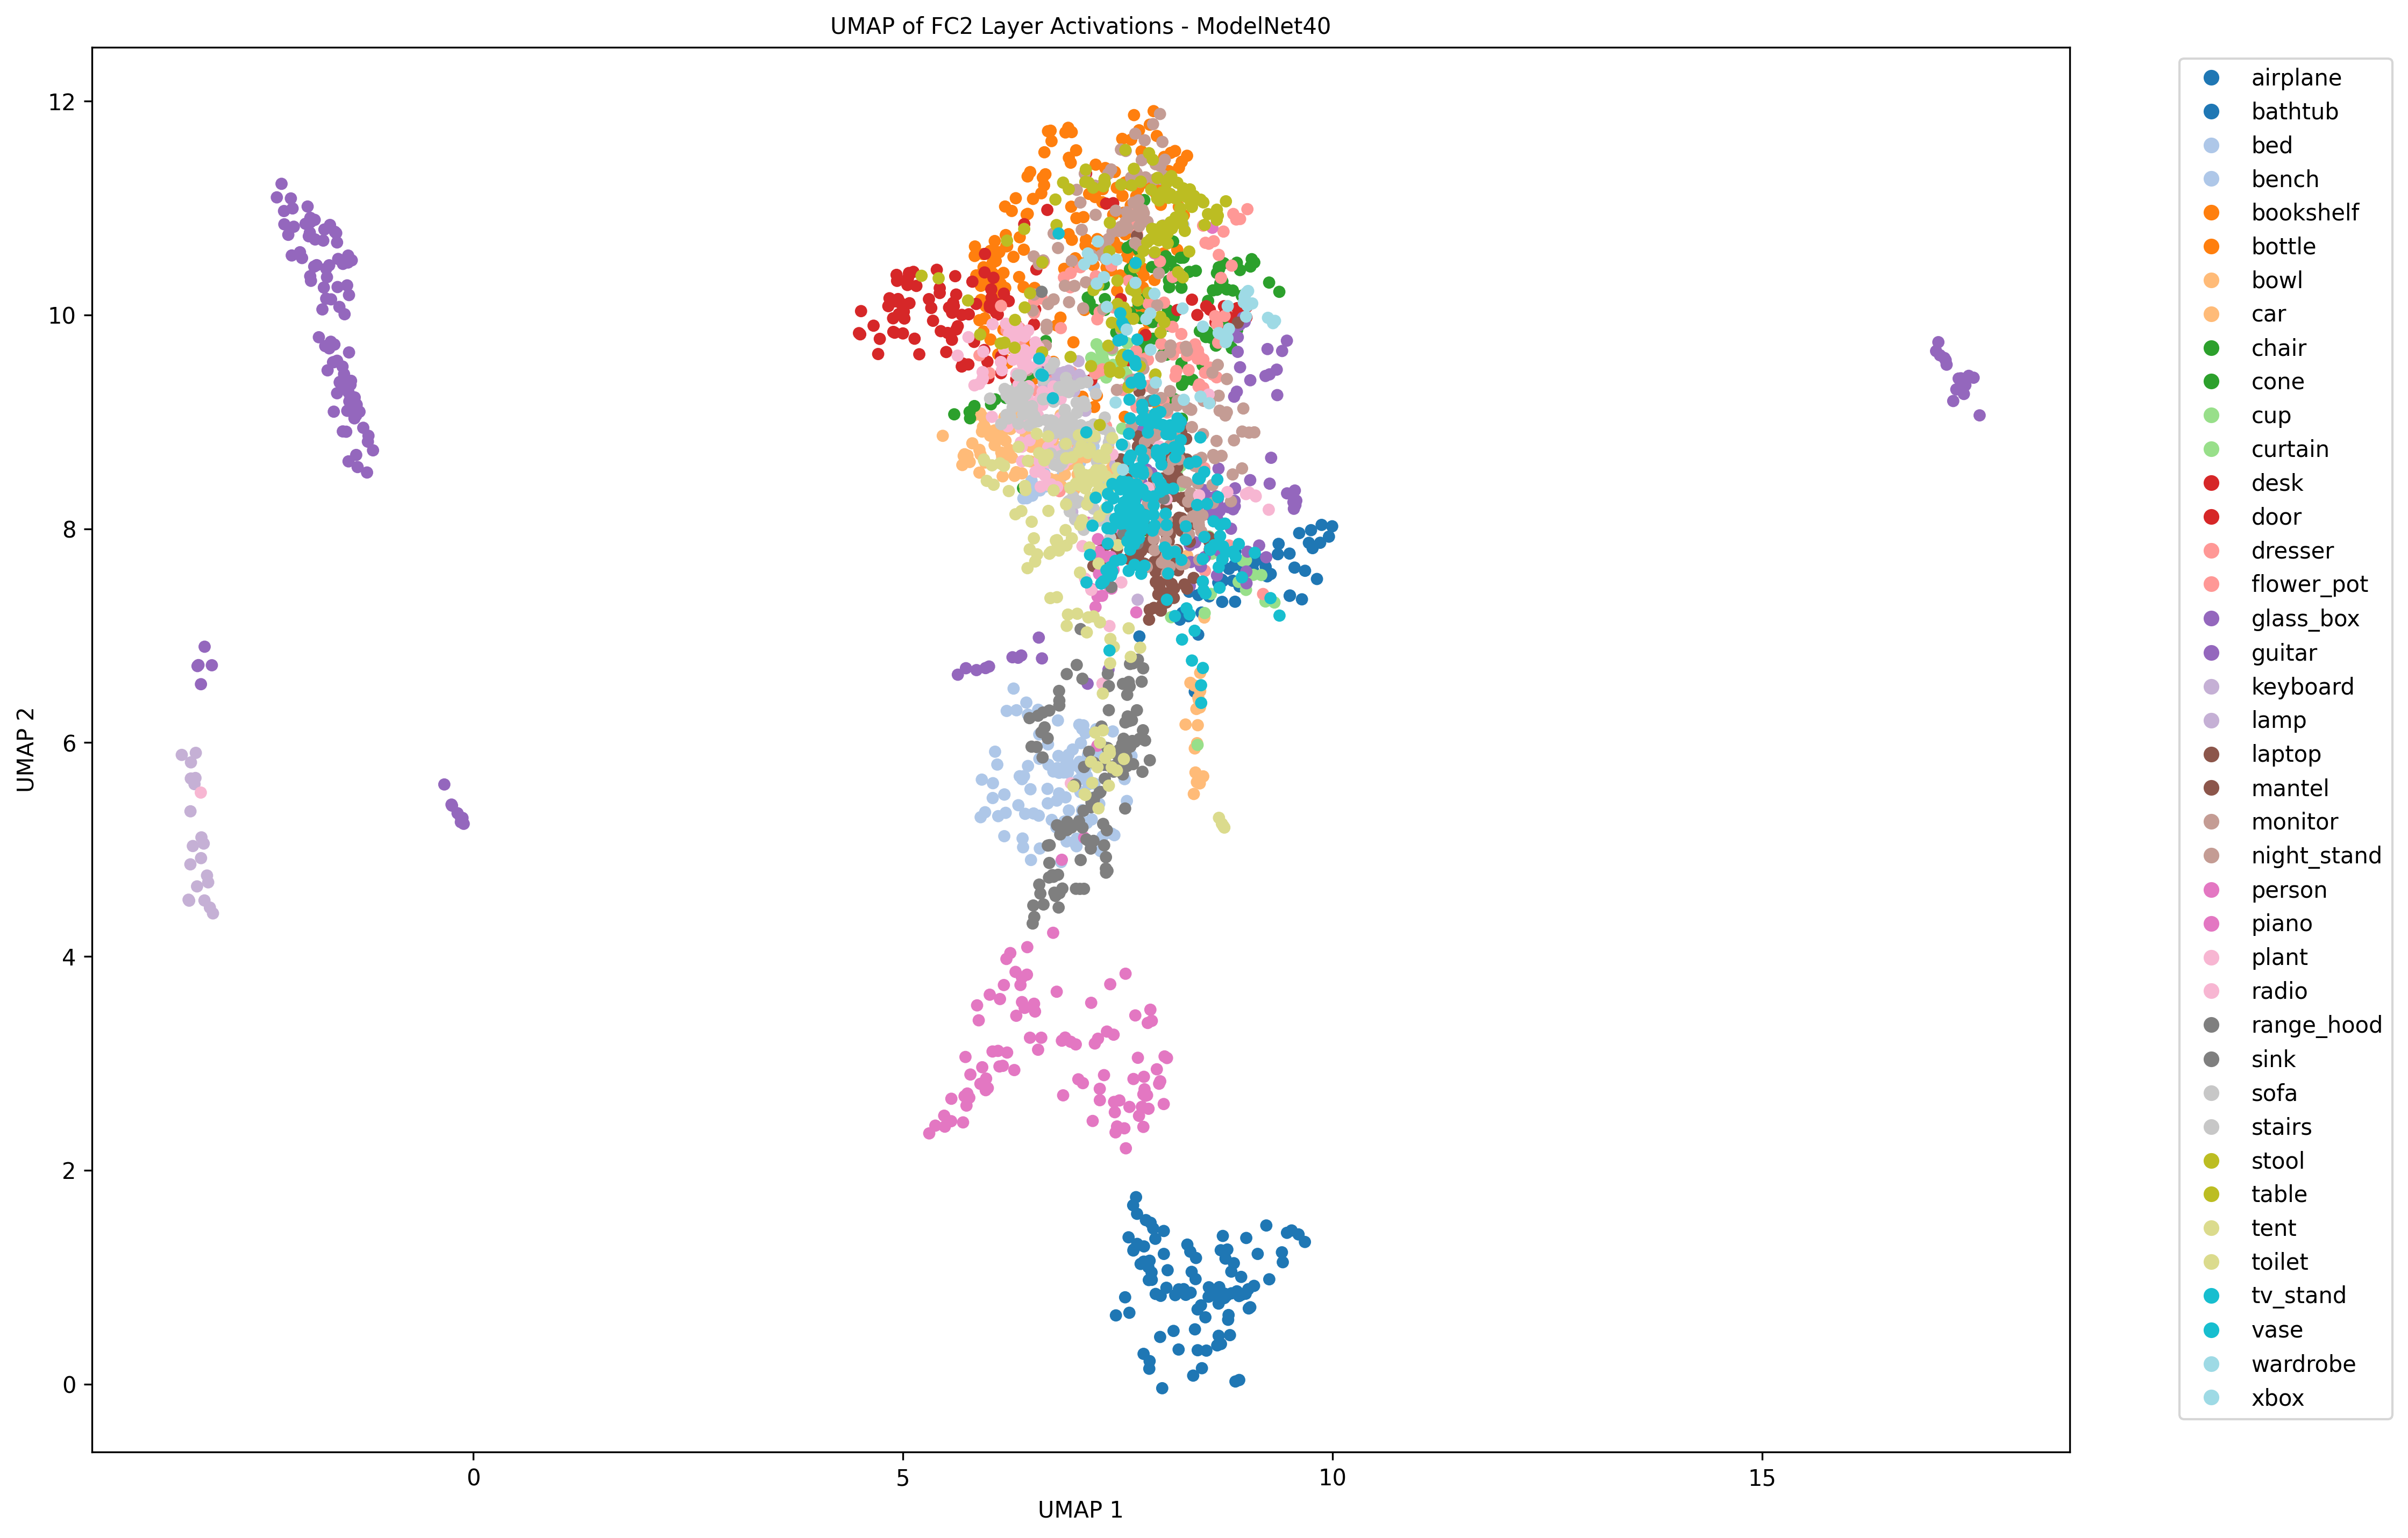 UMAP of FC2 Layer Activations - ModelNet40
12
10
8
6
4
2
0
UMAP 2
0
5
10
15
UMAP 1
airplane
bathtub
bed
bench
bookshelf
bottle
bowl
car
chair
cone
cup
curtain
desk
door
dresser
flower_pot
glass_box
guitar
keyboard
lamp
laptop
mantel
monitor
night_stand
person
piano
plant
radio
range_hood
sink
sofa
stairs
stool
table
tent
toilet
tv_stand
vase
wardrobe
xbox